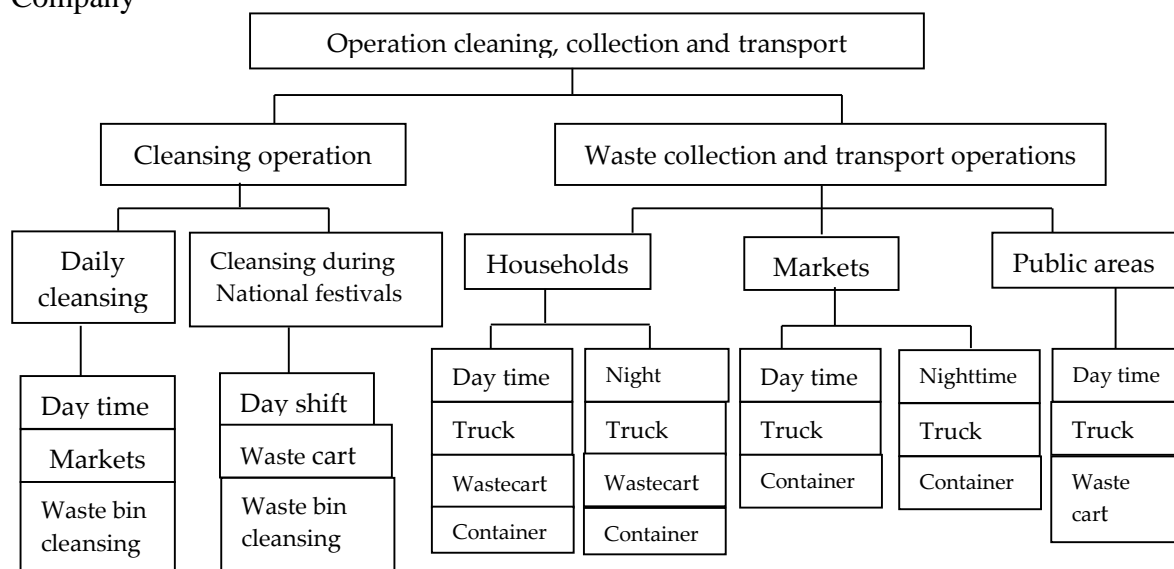 Company
Operation cleaning, collection and transport
Cleansing operation
Waste collection and transport operations
Daily
cleansing
Cleansing during
National festivals
Households
Markets
Public areas
Day time
Markets
Waste bin
cleansing
Day shift
Waste cart
Waste bin
cleansing
Day time
Truck
Wastecart
Container
Night
Truck
Wastecart
Container
Day time
Truck
Container
Nighttime
Truck
Container
Day time
Truck
Waste
cart